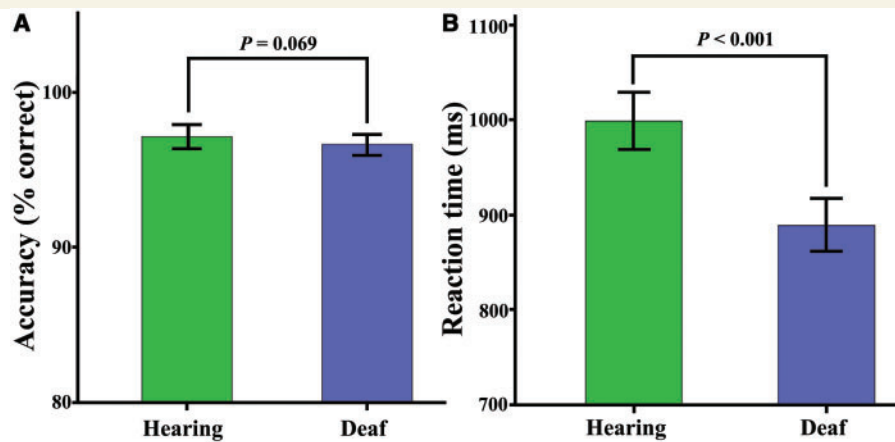 A
P = 0.069
Accuracy (% correct)
100
90
80
Hearing
Deaf
B
P < 0.001
Reaction time (ms)
1100
1000
900
800
700
Hearing
Deaf